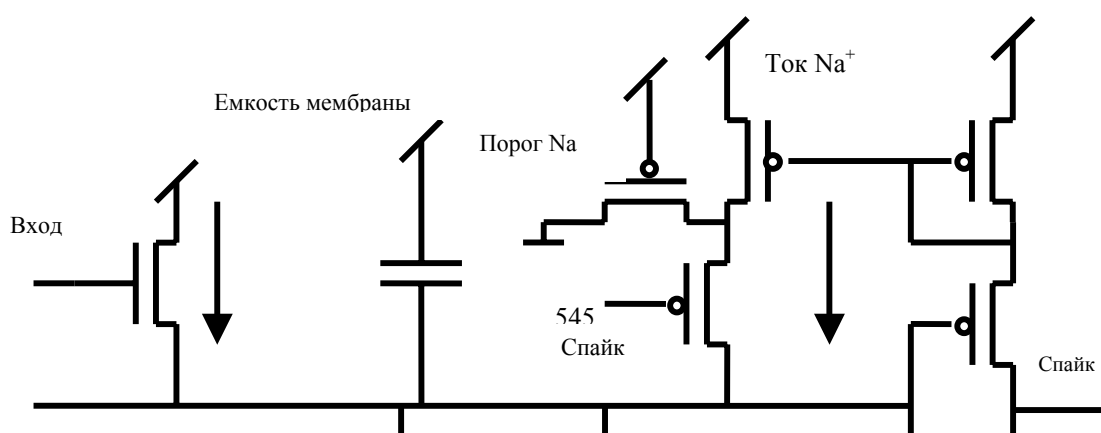 Ток Na⁺
Емкость мембраны
Порог Na
Вход
545
Спайк
Спайк